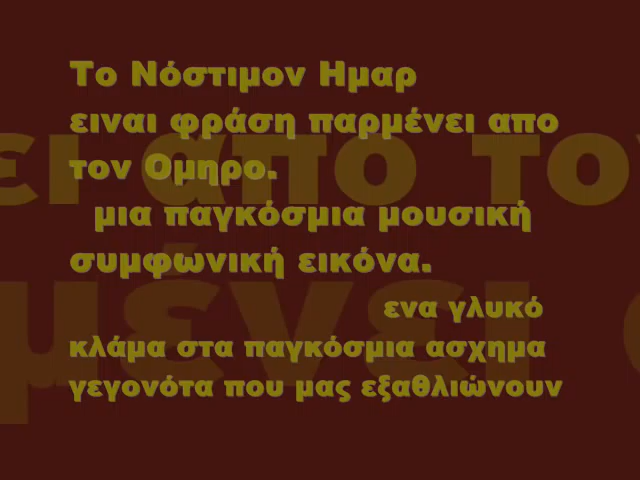 Το Νόστιμον Ημαρ
ειναι φράση παρμένει απο
τον Ομηρο.
μια παγκόσμια μουσική
συμφωνική εικόνα.
ενα γλυκό
κλάμα στα παγκόσμια ασχημα
γεγονότα που μας εξαθλιώνουν